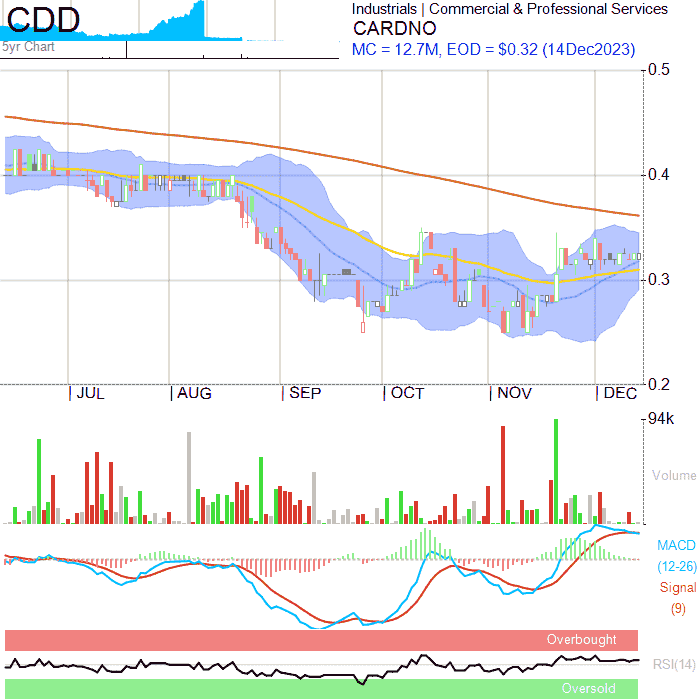 CDD
5yr Chart
Industrials | Commercial & Professional Services
CARDNO
MC = 12.7M, EOD = $0.32 (14Dec2023)
0.5
0.4
0.3
0.2
JUL AUG SEP OCT NOV DEC
94k
Volume
MACD
(12-26)
Signal
(9)
Overbought
RSI(14)
Oversold